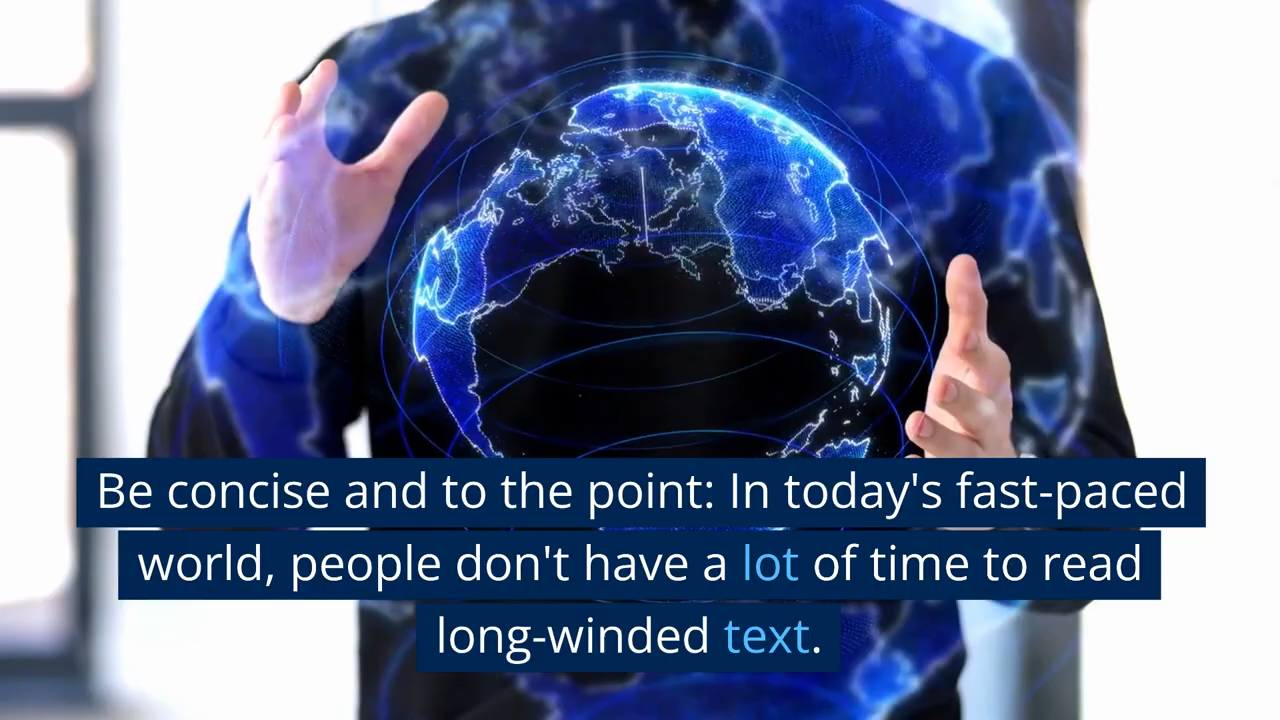 Be concise and to the point: In today's fast-paced
world, people don't have a lot of time to read
long-winded text.